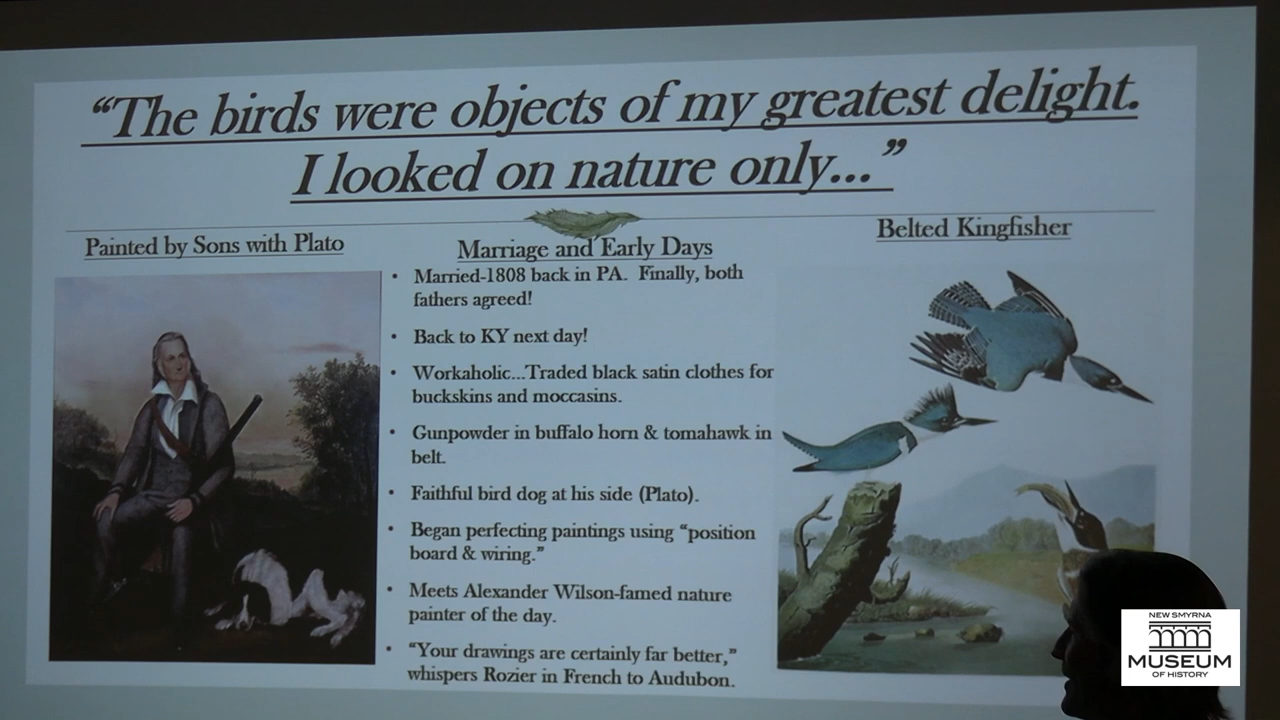 “The birds were objects of my greatest delight.
I looked on nature only...”
Painted by Sons with Plato
Marriage and Early Days
• Married-1808 back in PA. Finally, both
fathers agreed!
• Back to KY next day!
• Workaholic...Traded black satin clothes for
buckskins and moccasins.
• Gunpowder in buffalo horn & tomahawk in
belt.
• Faithful bird dog at his side (Plato).
• Began perfecting paintings using “position
board & wiring.”
• Meets Alexander Wilson-famed nature
painter of the day.
• “Your drawings are certainly far better,”
whispers Rozier in French to Audubon.
Belted Kingfisher
NEW SMYRNA
MUSEUM
OF HISTORY